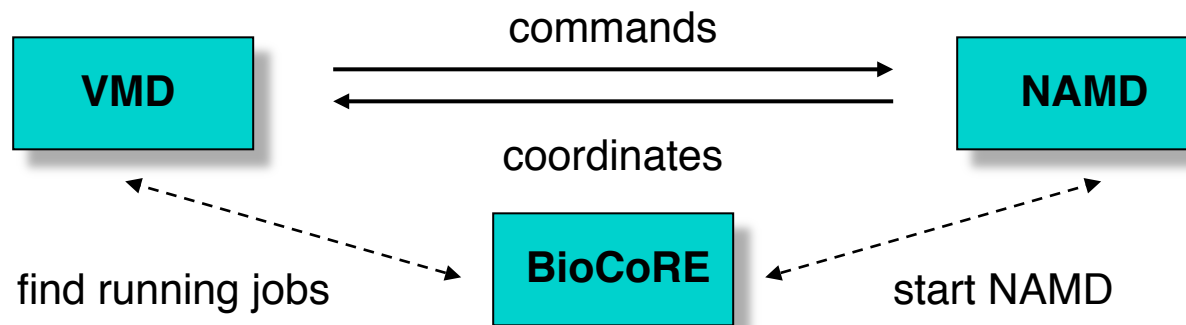 commands
VMD
NAMD
coordinates
BioCoRE
find running jobs
start NAMD